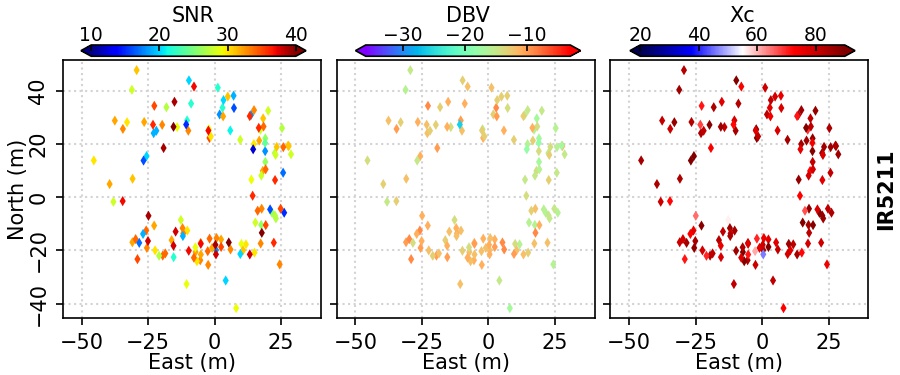 SNR DBV Xc
10 20 30 40 −30 −20 −10 20 40 60 80
North (m)
40
20
0
−20
−40
−50 −25 0 25 −50 −25 0 25 −50 −25 0 25
East (m) East (m) East (m)
IR5211